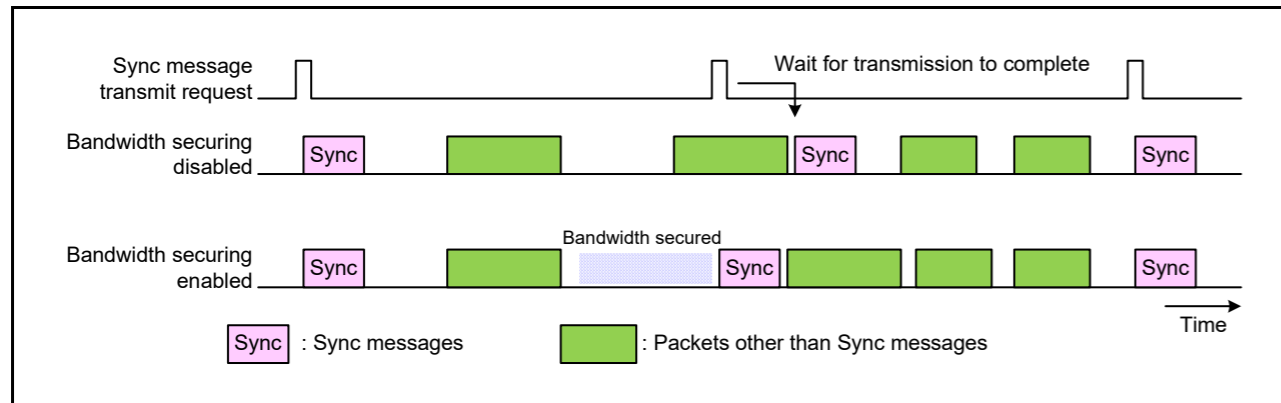 Sync message
transmit request
Wait for transmission to complete
Bandwidth securing
disabled
Sync
Sync
Sync
Bandwidth securing
enabled
Bandwidth secured
Sync
Sync
Sync
Time
Sync : Sync messages
: Packets other than Sync messages